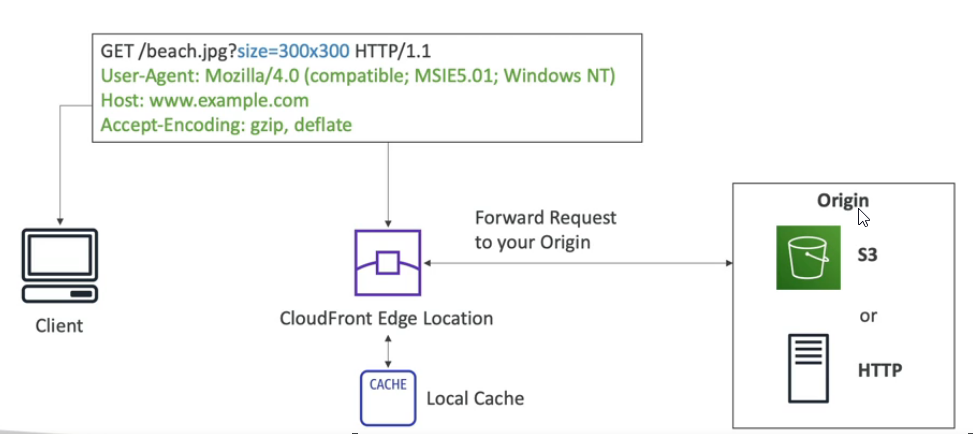 GET /beach.jpg?size=300x300 HTTP/1.1
User-Agent: Mozilla/4.0 (compatible; MSIE5.01; Windows NT)
Host: www.example.com
Accept-Encoding: gzip, deflate
Origin
Forward Request
to your Origin
S3
or
HTTP
Client
CloudFront Edge Location
CACHE
Local Cache